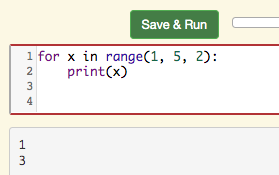 Save & Run
1 for x in range(1, 5, 2):
2     print(x)
3
4
1
3